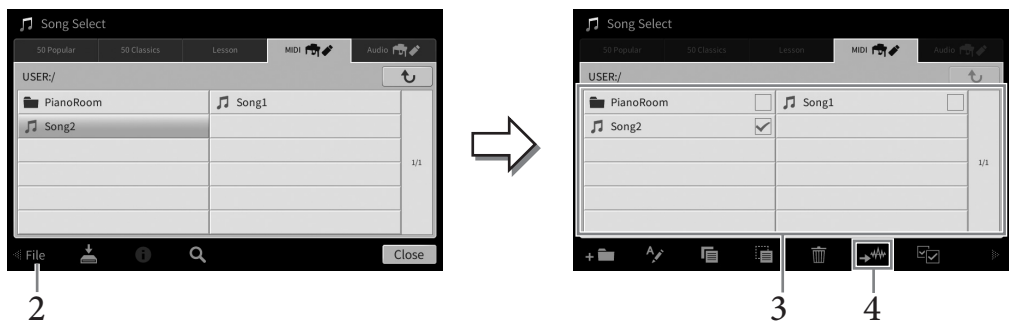 Song Select
50 Popular 50 Classics Lesson MIDI Audio
USER:/
PianoRoom Song1
Song2
1/1
File Close
2
Song Select
50 Popular 50 Classics Lesson MIDI Audio
USER:/
PianoRoom Song1
Song2
1/1
3 4